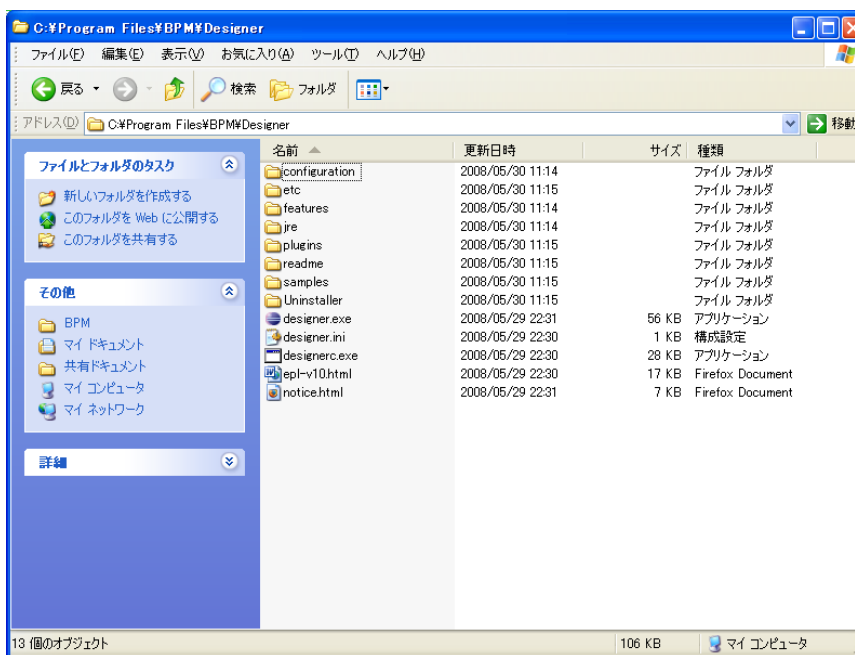 C:¥Program Files¥BPM¥Designer
ファイル(F) 編集(E) 表示(V) お気に入り(A) ツール(T) ヘルプ(H)
戻る 検索 フォルダ
アドレス(D) C:¥Program Files¥BPM¥Designer 移動
名前 更新日時 サイズ 種類
ファイルとフォルダのタスク
新しいフォルダを作成する
このフォルダを Web に公開する
このフォルダを共有する
その他
BPM
マイ ドキュメント
共有ドキュメント
マイ コンピュータ
マイ ネットワーク
詳細
configuration 2008/05/30 11:14 ファイル フォルダ
etc 2008/05/30 11:15 ファイル フォルダ
features 2008/05/30 11:14 ファイル フォルダ
jre 2008/05/30 11:14 ファイル フォルダ
plugins 2008/05/30 11:15 ファイル フォルダ
readme 2008/05/30 11:15 ファイル フォルダ
samples 2008/05/30 11:15 ファイル フォルダ
Uninstaller 2008/05/30 11:15 ファイル フォルダ
designer.exe 2008/05/29 22:31 56 KB アプリケーション
designer.ini 2008/05/29 22:30 1 KB 構成設定
designerc.exe 2008/05/29 22:30 28 KB アプリケーション
epl-v10.html 2008/05/29 22:30 17 KB Firefox Document
notice.html 2008/05/29 22:31 7 KB Firefox Document
13 個のオブジェクト 106 KB マイ コンピュータ